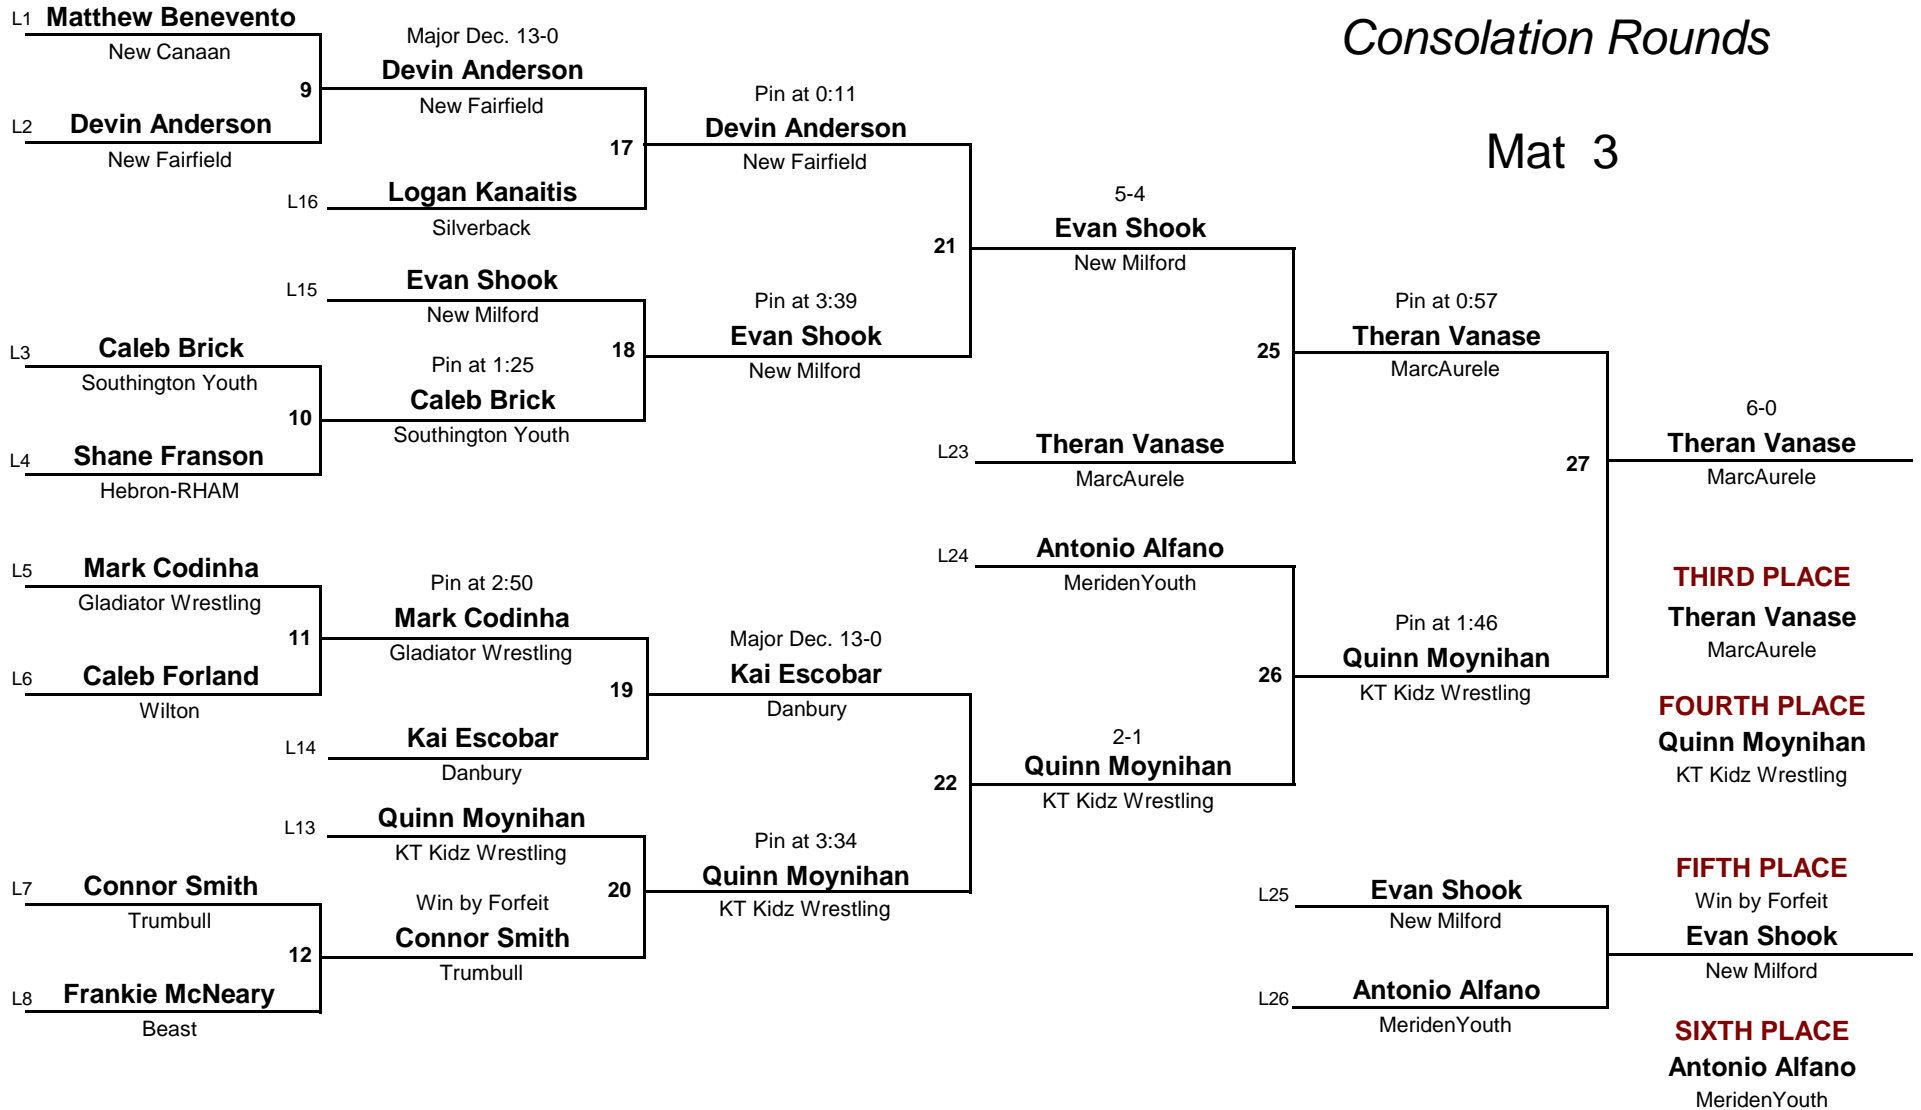 Consolation Rounds
Mat 3
L1 Matthew Benevento
New Canaan
9
L2 Devin Anderson
New Fairfield
L3 Caleb Brick
Southington Youth
10
L4 Shane Franson
Hebron-RHAM
L5 Mark Codinha
Gladiator Wrestling
11
L6 Caleb Forland
Wilton
L7 Connor Smith
Trumbull
12
L8 Frankie McNeary
Beast
Major Dec. 13-0
Devin Anderson
New Fairfield
17
L16 Logan Kanaitis
Silverback
L15 Evan Shook
New Milford
18
Pin at 1:25
Caleb Brick
Southington Youth
Pin at 2:50
Mark Codinha
Gladiator Wrestling
19
L14 Kai Escobar
Danbury
L13 Quinn Moynihan
KT Kidz Wrestling
20
Win by Forfeit
Connor Smith
Trumbull
Pin at 0:11
Devin Anderson
New Fairfield
21
Pin at 3:39
Evan Shook
New Milford
Major Dec. 13-0
Kai Escobar
Danbury
22
Pin at 3:34
Quinn Moynihan
KT Kidz Wrestling
5-4
Evan Shook
New Milford
25
L23 Theran Vanase
MarcAurele
L24 Antonio Alfano
MeridenYouth
26
2-1
Quinn Moynihan
KT Kidz Wrestling
Pin at 0:57
Theran Vanase
MarcAurele
27
Pin at 1:46
Quinn Moynihan
KT Kidz Wrestling
L25 Evan Shook
New Milford
L26 Antonio Alfano
MeridenYouth
6-0
Theran Vanase
MarcAurele
THIRD PLACE
Theran Vanase
MarcAurele
FOURTH PLACE
Quinn Moynihan
KT Kidz Wrestling
FIFTH PLACE
Win by Forfeit
Evan Shook
New Milford
SIXTH PLACE
Antonio Alfano
MeridenYouth